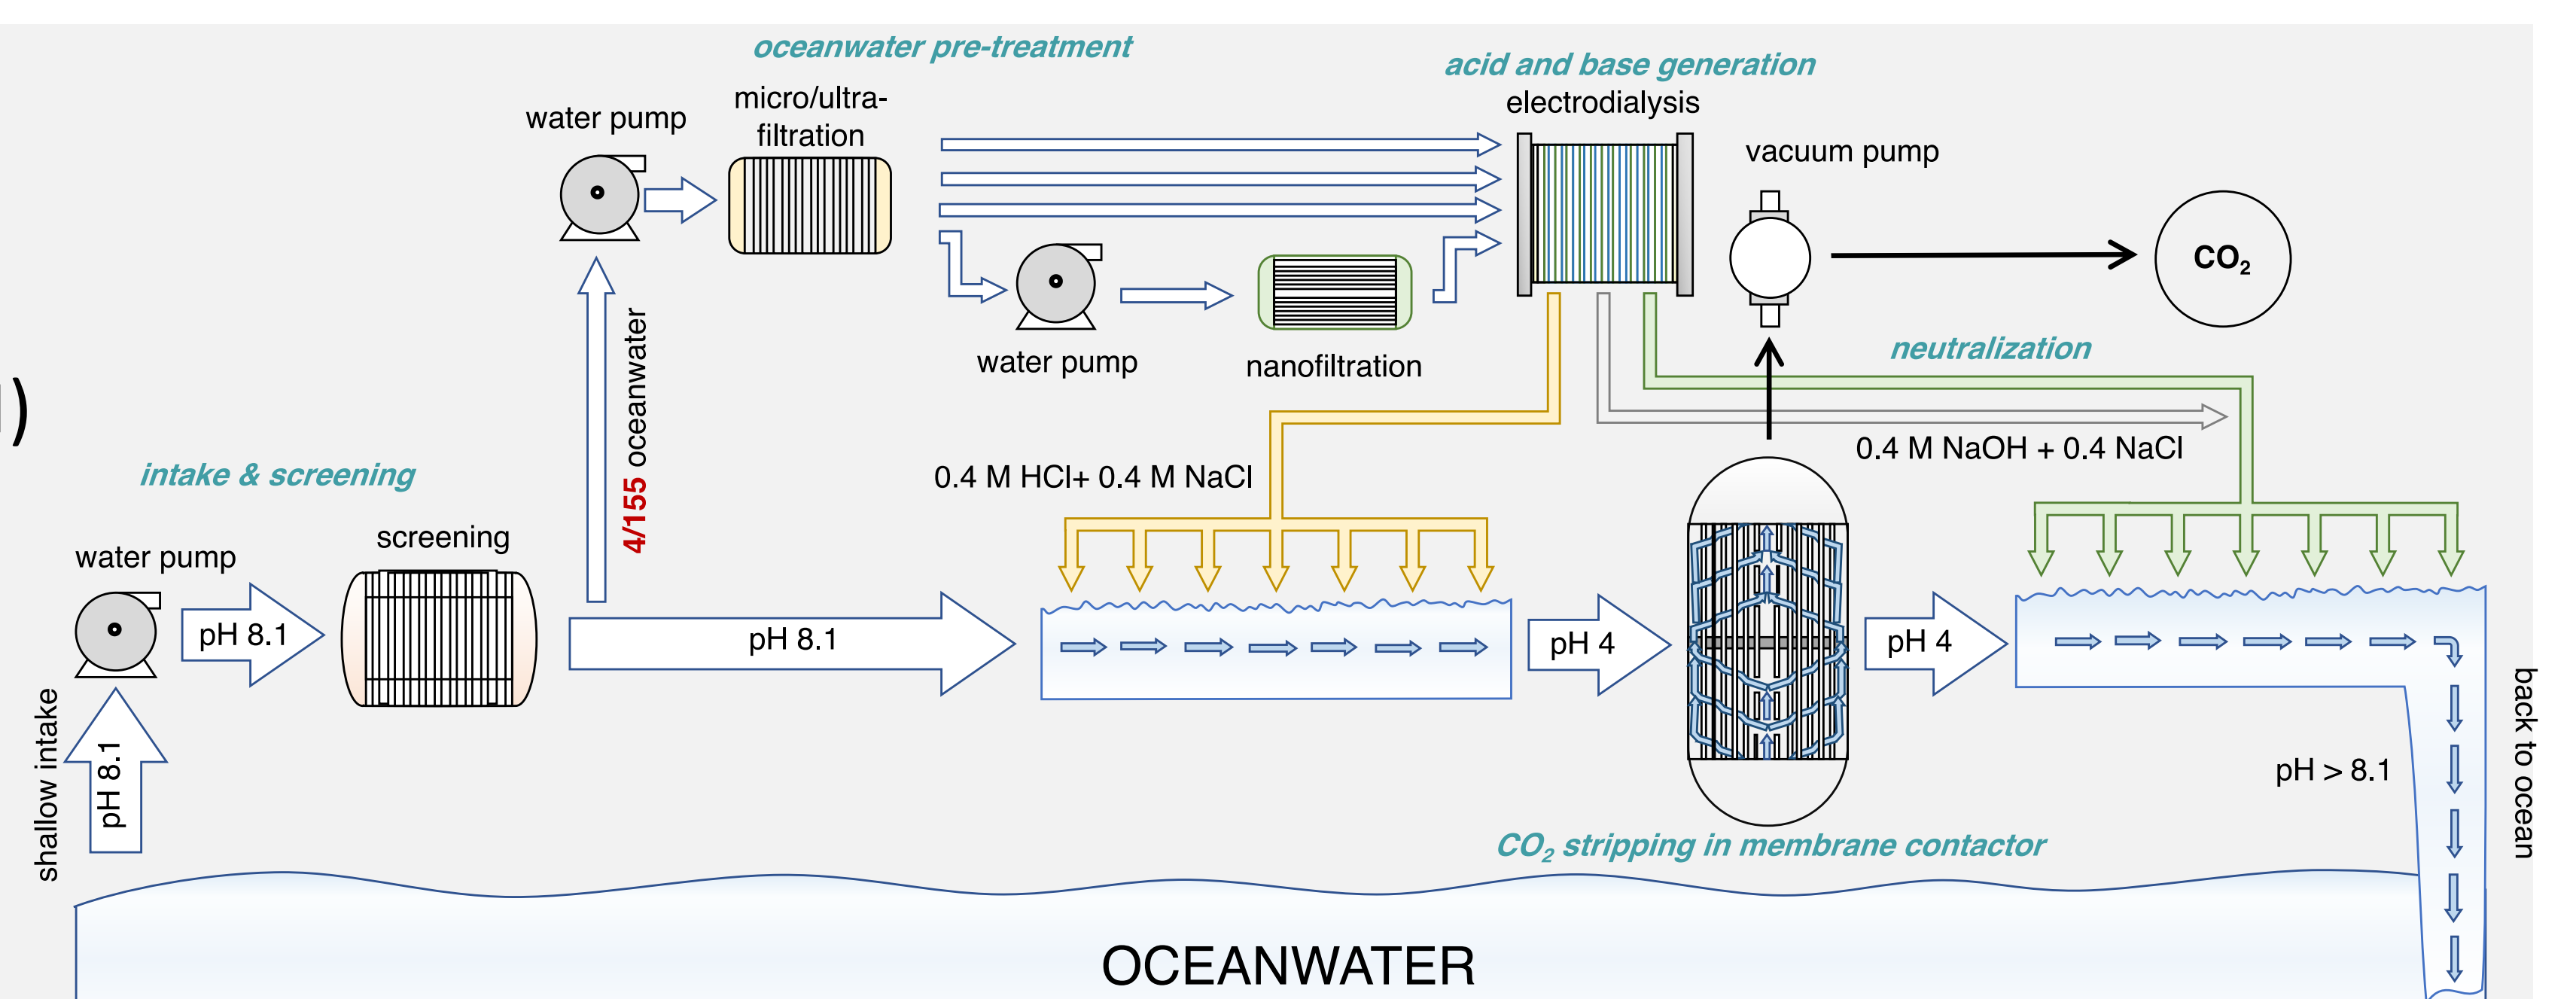 oceanwater pre-treatment
acid and base generation
micro/ultra-
filtration
electrodialysis
water pump
vacuum pump
CO₂
4/155 oceanwater
water pump
nanofiltration
neutralization
)
0.4 M HCl+ 0.4 M NaCl
0.4 M NaOH + 0.4 NaCl
intake & screening
water pump
screening
pH 8.1
pH 8.1
pH 4
pH 4
shallow intake
pH 8.1
pH > 8.1
back to ocean
CO₂ stripping in membrane contactor
OCEANWATER